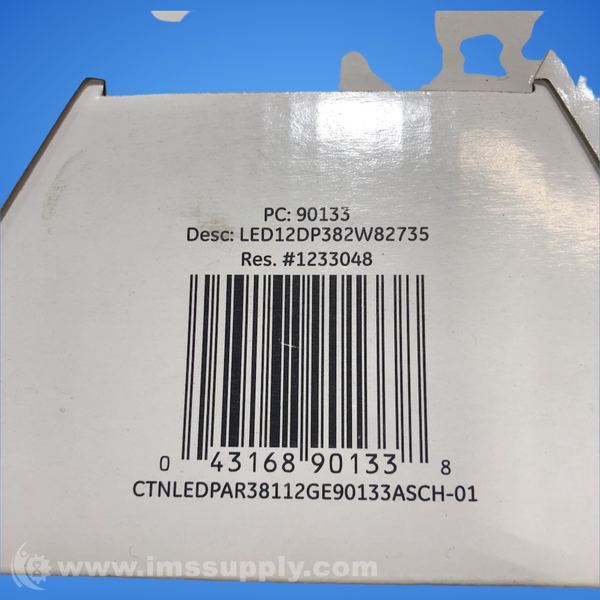 PC: 90133
Desc: LED12DP382W82735
Res. #1233048
0 43168 90133 8
CTNLEDPAR38112GE90133ASCH-01
www.imssupply.com